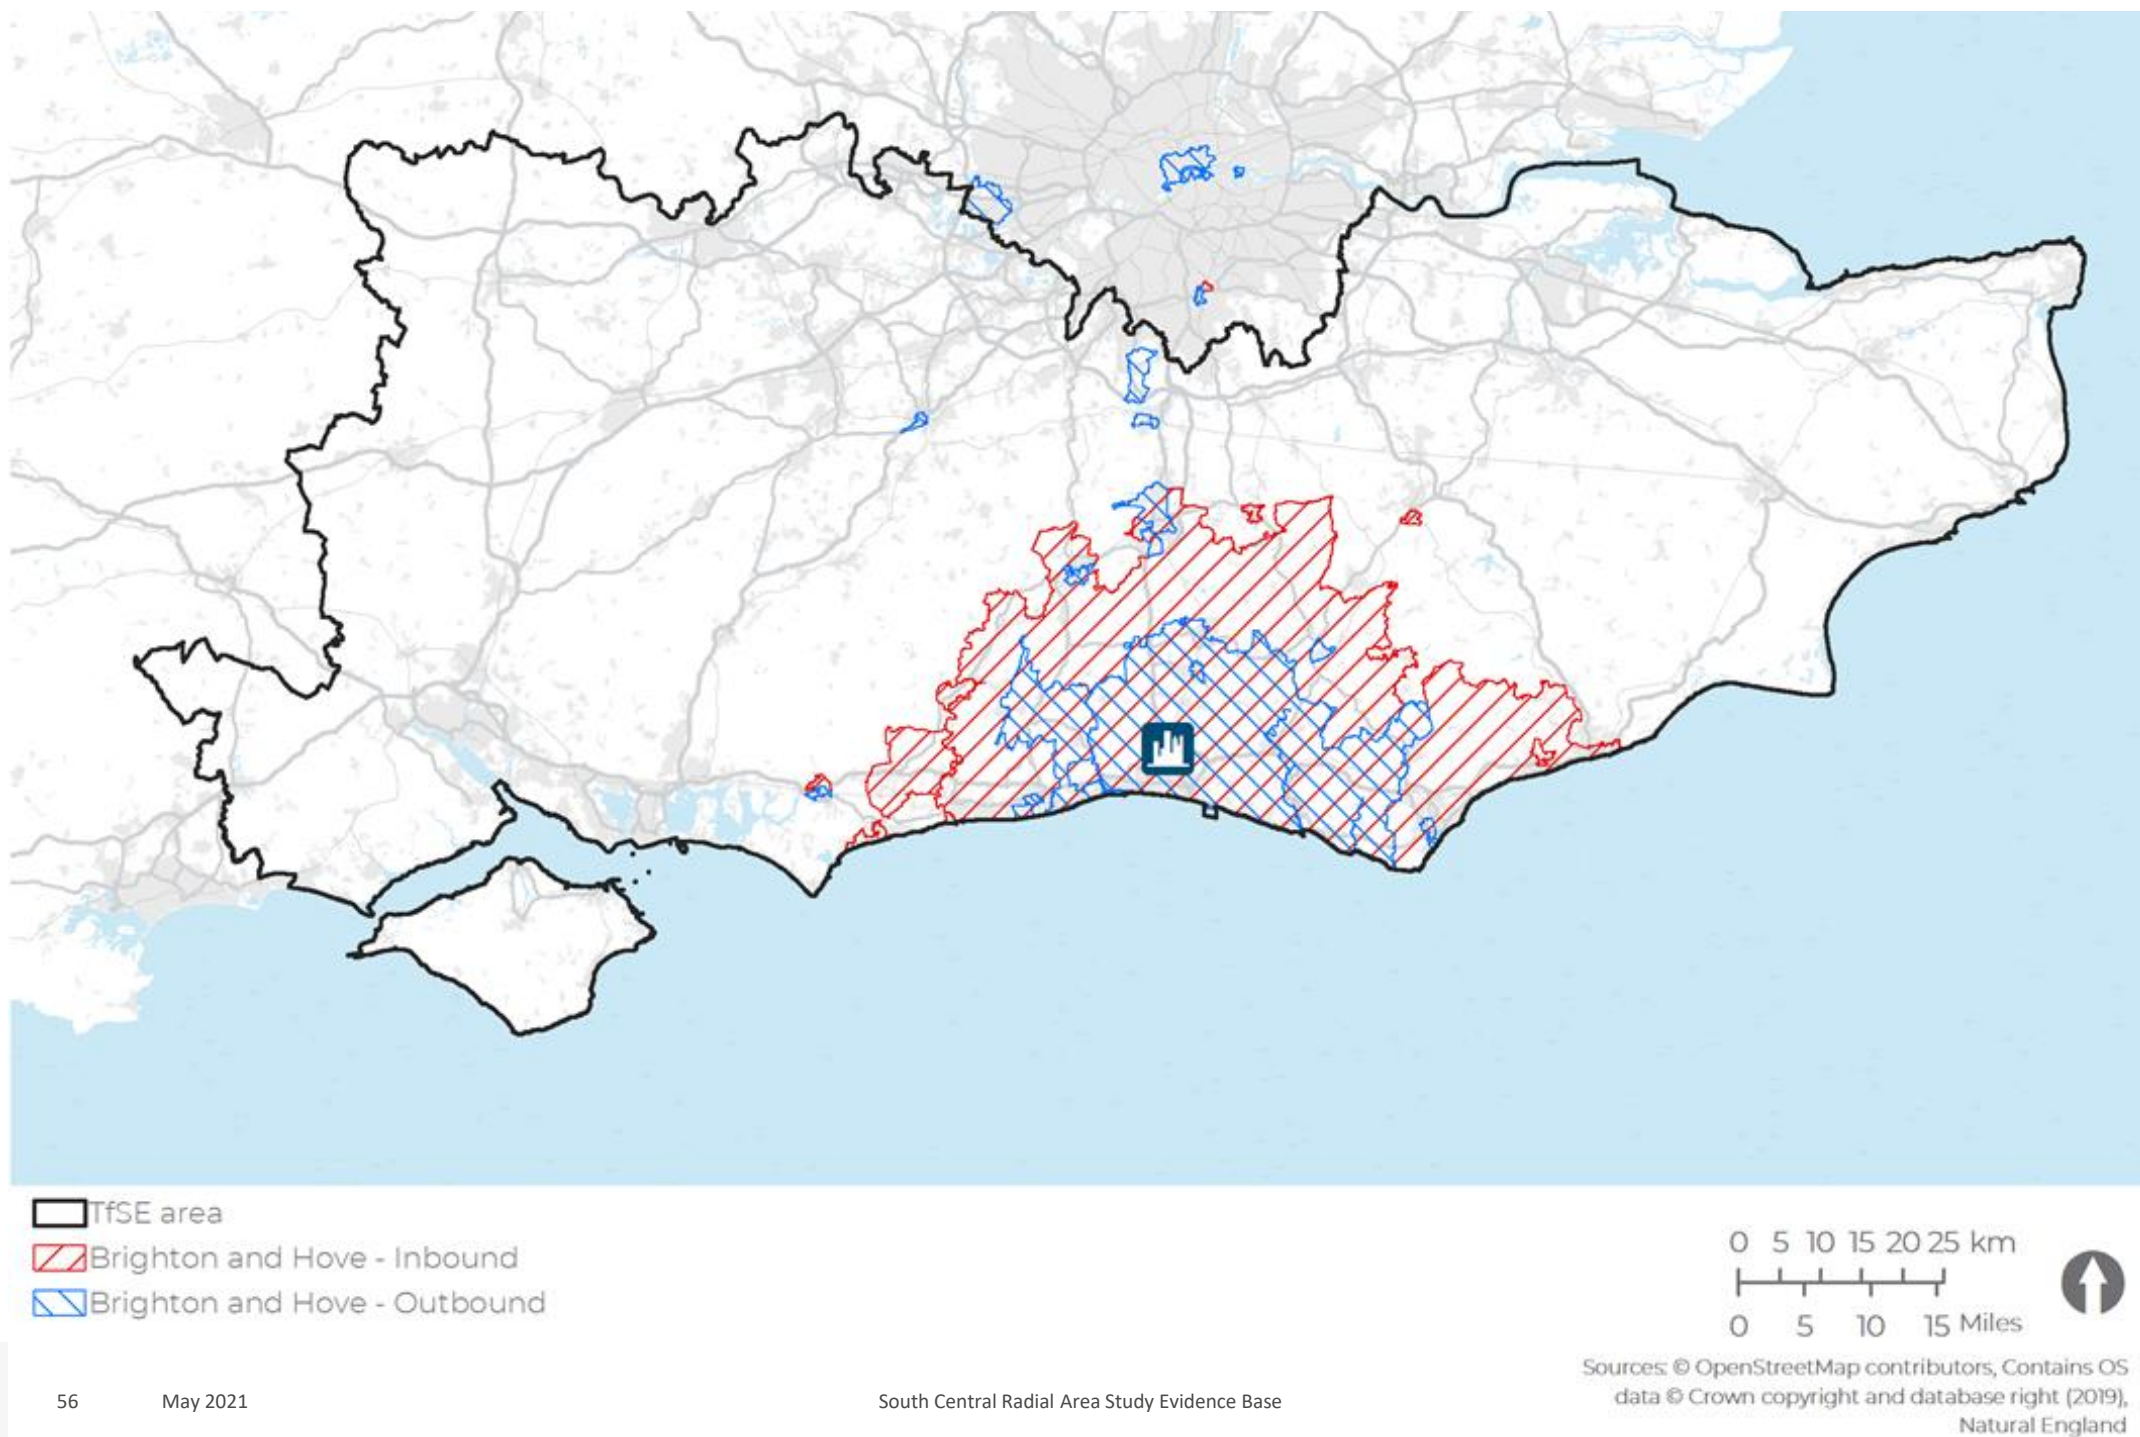 TfSE area
Brighton and Hove - Inbound
Brighton and Hove - Outbound
0 5 10 15 20 25 km
0 5 10 15 Miles
Sources: © OpenStreetMap contributors, Contains OS
data © Crown copyright and database right (2019),
Natural England
56 May 2021 South Central Radial Area Study Evidence Base